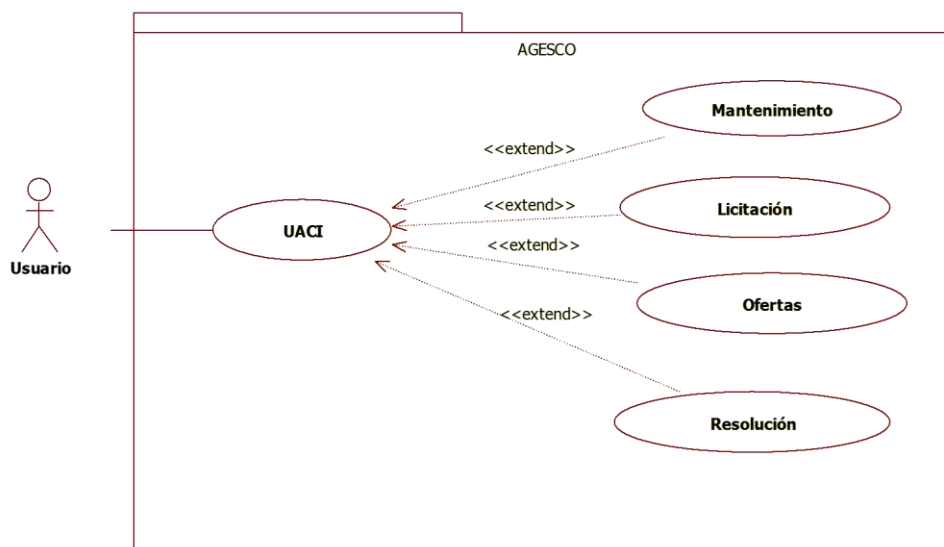 AGESCO
Mantenimiento
<<extend>>
<<extend>>
Licitación
UACI
<<extend>>
Usuario
Ofertas
<<extend>>
Resolución